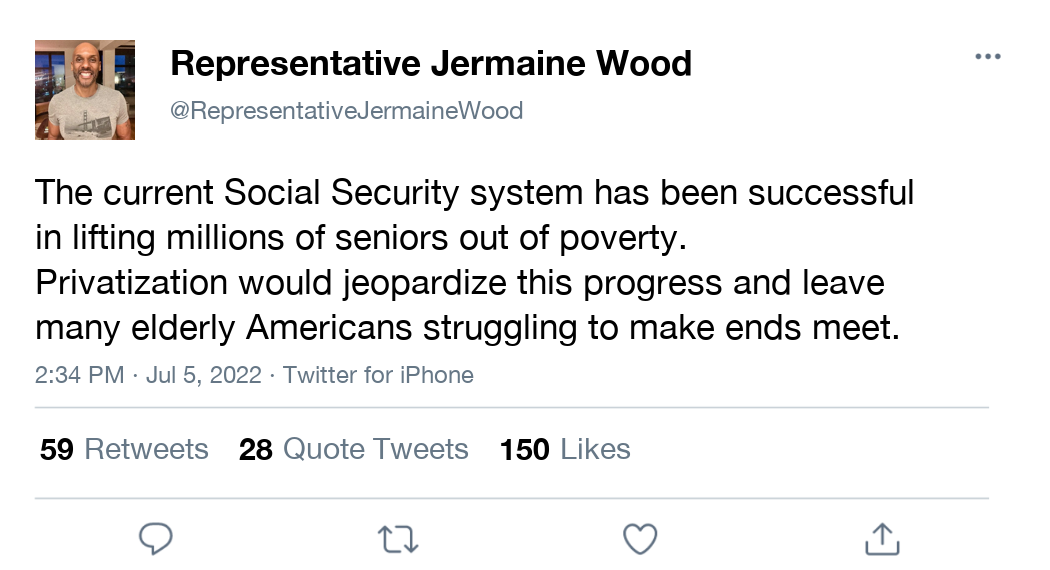 Representative Jermaine Wood
@RepresentativeJermaineWood
The current Social Security system has been successful
in lifting millions of seniors out of poverty.
Privatization would jeopardize this progress and leave
many elderly Americans struggling to make ends meet.
2:34 PM · Jul 5, 2022 · Twitter for iPhone
59 Retweets 28 Quote Tweets 150 Likes